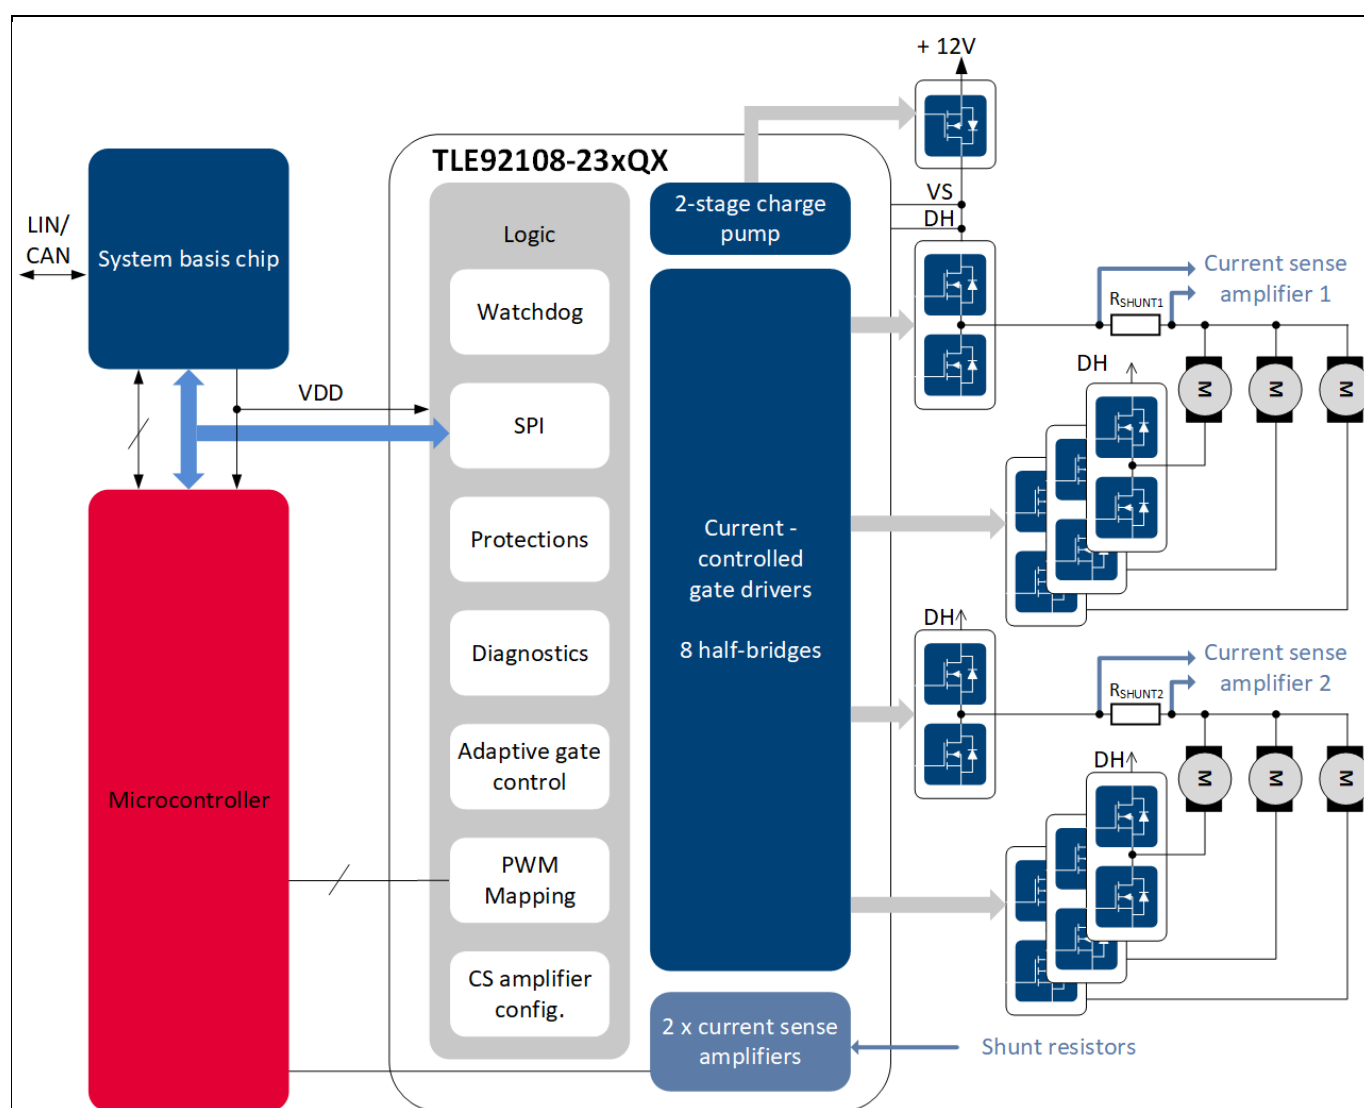 + 12V
TLE92108-23xQX
2-stage charge
pump
VS
DH
LIN/
CAN
System basis chip
Logic
Watchdog
Current sense
amplifier 1
RSHUNT1
DH
M
M
M
VDD
SPI
Protections
Current -
controlled
gate drivers
8 half-bridges
DH
Diagnostics
Current sense
amplifier 2
RSHUNT2
DH
M
M
M
Adaptive gate
control
Microcontroller
PWM
Mapping
CS amplifier
config.
2 x current sense
amplifiers
Shunt resistors